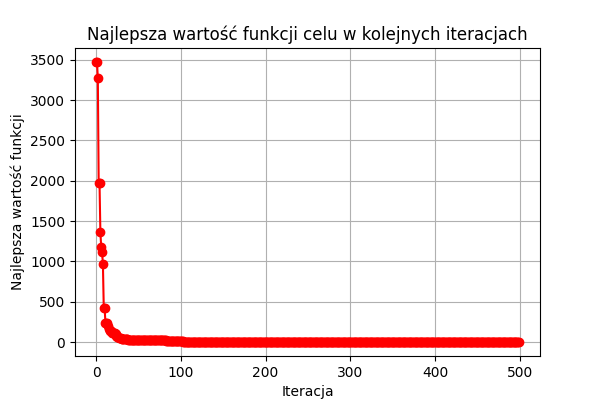 Najlepsza wartość funkcji celu w kolejnych iteracjach
3500
3000
2500
2000
1500
1000
500
0
Najlepsza wartość funkcji
0 100 200 300 400 500
Iteracja